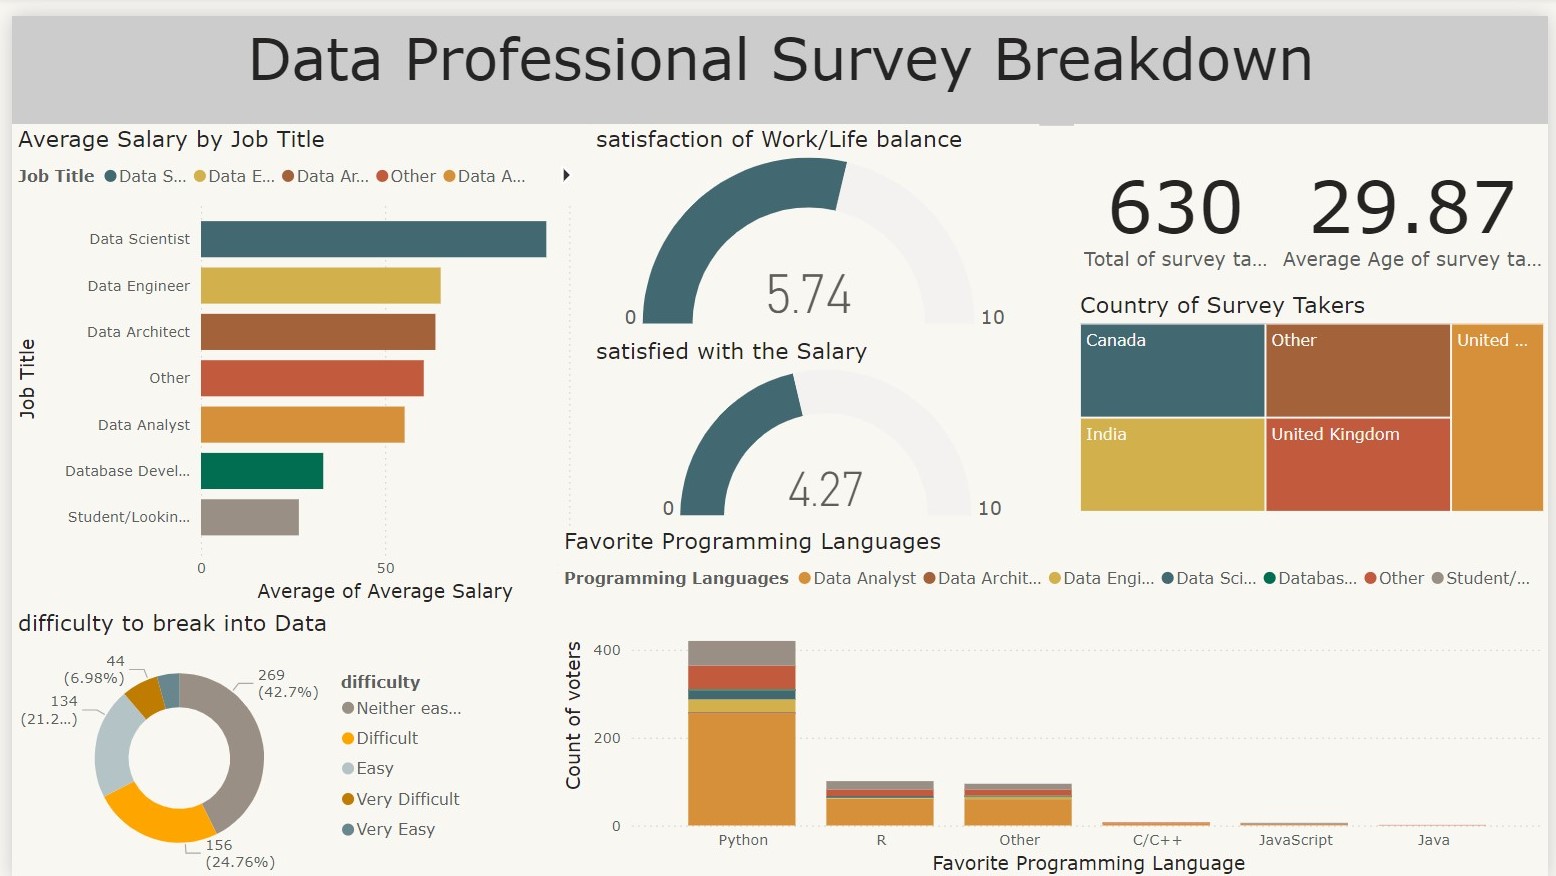 Data Professional Survey Breakdown
Average Salary by Job Title
Job Title Data S... Data E... Data Ar... Other Data A...
Job Title
Data Scientist
Data Engineer
Data Architect
Other
Data Analyst
Database Devel...
Student/Lookin...
0 50
Average of Average Salary
satisfaction of Work/Life balance
5.74
0 10
satisfied with the Salary
4.27
0 10
630 29.87
Total of survey ta... Average Age of survey ta...
Country of Survey Takers
Canada Other United ...
India United Kingdom
difficulty to break into Data
44
(6.98%)
269
(42.7%)
134
(21.2...)
156
(24.76%)
difficulty
Neither eas...
Difficult
Easy
Very Difficult
Very Easy
Favorite Programming Languages
Programming Languages Data Analyst Data Archit... Data Engi... Data Sci... Databas... Other Student/...
Count of voters
400
200
0
Python R Other C/C++ JavaScript Java
Favorite Programming Language